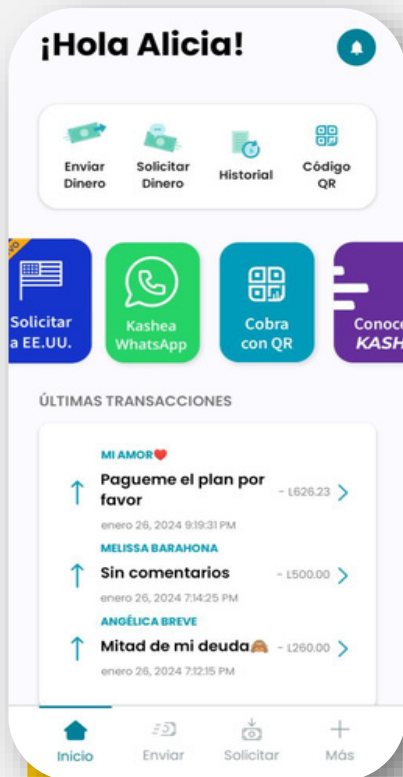 ¡Hola Alicia!
Enviar
Dinero
Solicitar
Dinero
Historial
Código
QR
Solicitar
a EE.UU.
Kashea
WhatsApp
Cobra
con QR
Conoce
KASH
ÚLTIMAS TRANSACCIONES
MI AMOR❤️
Pagueme el plan por
favor
- L626.23
enero 26, 2024 9:19:31 PM
MELISSA BARAHONA
Sin comentarios
- L500.00
enero 26, 2024 7:14:25 PM
ANGÉLICA BREVE
Mitad de mi deuda🙈
- L260.00
enero 26, 2024 7:12:15 PM
Inicio
Enviar
Solicitar
Más